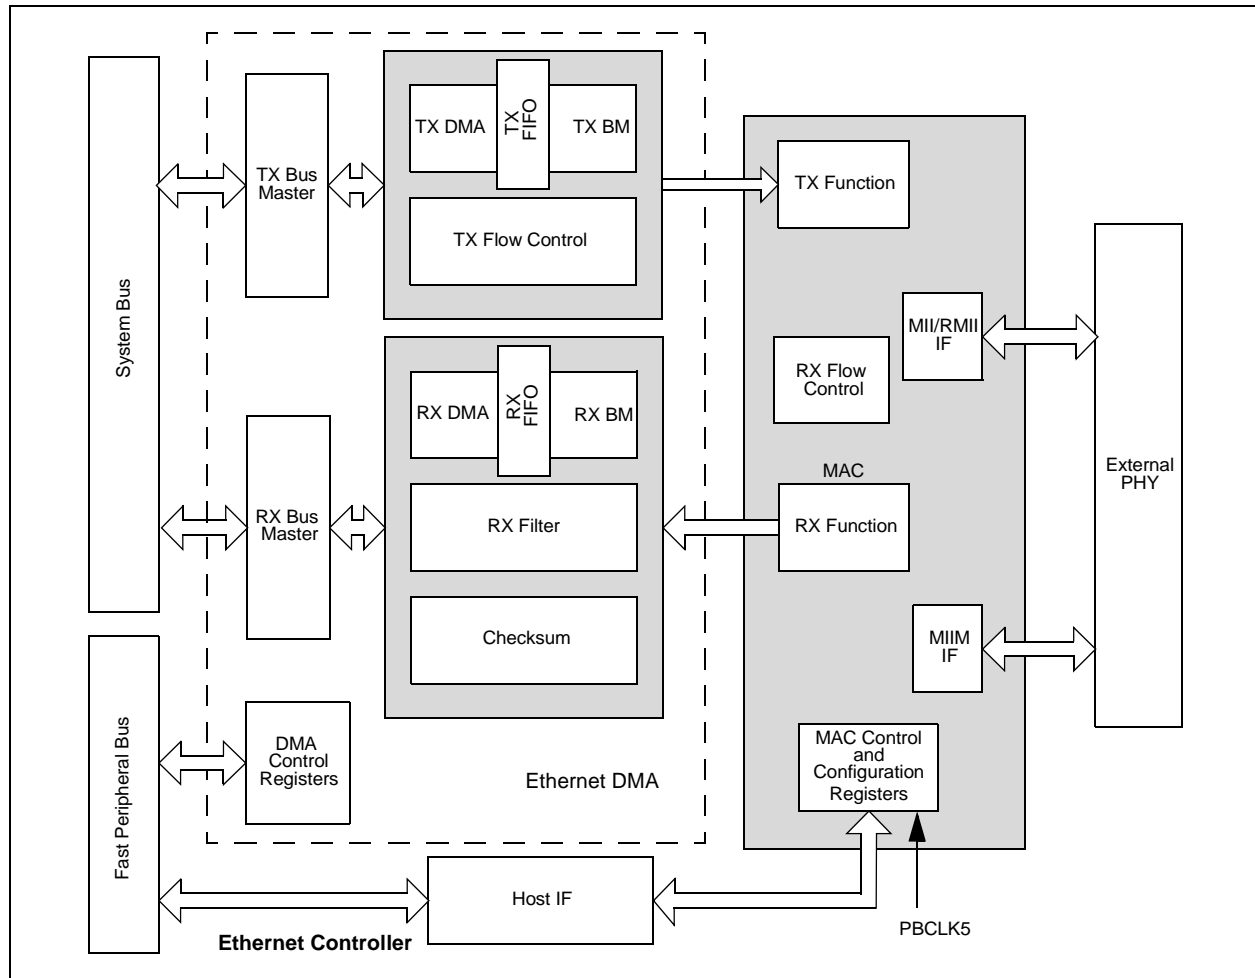 System Bus
Fast Peripheral Bus
TX Bus
Master
TX DMA
TX
FIFO
TX BM
TX Flow Control
RX Bus
Master
RX DMA
RX
FIFO
RX BM
RX Filter
Checksum
DMA
Control
Registers
Ethernet DMA
TX Function
MII/RMII
IF
RX Flow
Control
MAC
RX Function
MIIM
IF
MAC Control
and
Configuration
Registers
External
PHY
Host IF
PBCLK5
Ethernet Controller